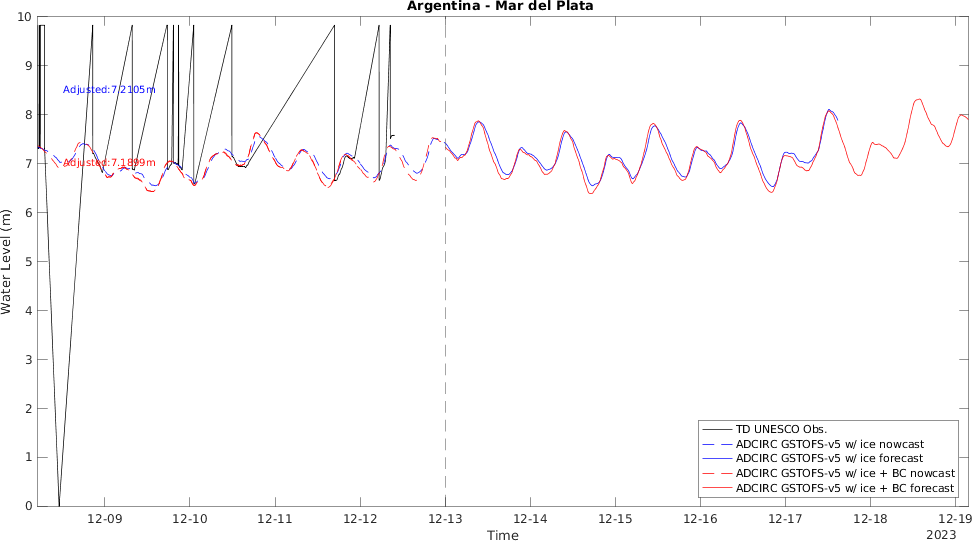 Argentina - Mar del Plata
10
9
8
7
6
5
4
3
2
1
0
Water Level (m)
Adjusted:7.2105m
Adjusted:7.1899m
TD UNESCO Obs.
ADCIRC GSTOFS-v5 w/ ice nowcast
ADCIRC GSTOFS-v5 w/ ice forecast
ADCIRC GSTOFS-v5 w/ ice + BC nowcast
ADCIRC GSTOFS-v5 w/ ice + BC forecast
12-09 12-10 12-11 12-12 12-13 12-14 12-15 12-16 12-17 12-18 12-19
Time
2023